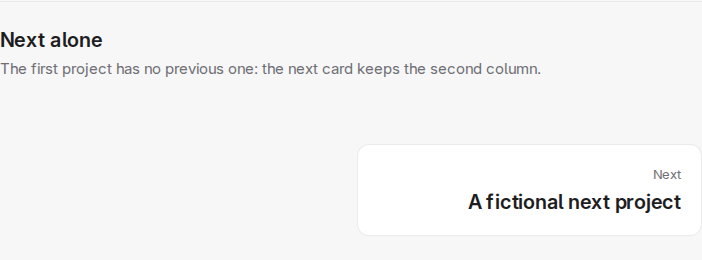 Next alone
The first project has no previous one: the next card keeps the second column.
Next
A fictional next project